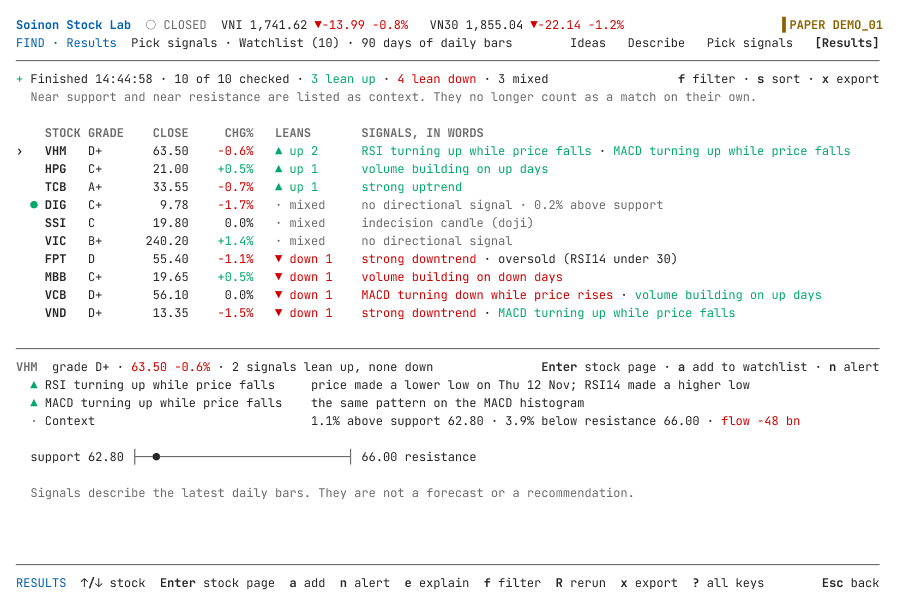 Soinon Stock Lab ○ CLOSED VNI 1,741.62 ▼-13.99 -0.8% VN30 1,855.04 ▼-22.14 -1.2% PAPER DEMO_01
FIND · Results Pick signals · Watchlist (10) · 90 days of daily bars Ideas Describe Pick signals [Results]
+ Finished 14:44:58 · 10 of 10 checked · 3 lean up · 4 lean down · 3 mixed f filter · s sort · x export
Near support and near resistance are listed as context. They no longer count as a match on their own.
STOCK GRADE CLOSE CHG% LEANS SIGNALS, IN WORDS
› VHM D+ 63.50 -0.6% ▲ up 2 RSI turning up while price falls · MACD turning up while price falls
HPG C+ 21.00 +0.5% ▲ up 1 volume building on up days
TCB A+ 33.55 -0.7% ▲ up 1 strong uptrend
● DIG C+ 9.78 -1.7% · mixed no directional signal · 0.2% above support
SSI C 19.80 0.0% · mixed indecision candle (doji)
VIC B+ 240.20 +1.4% · mixed no directional signal
FPT D 55.40 -1.1% ▼ down 1 strong downtrend · oversold (RSI14 under 30)
MBB C+ 19.65 +0.5% ▼ down 1 volume building on down days
VCB D+ 56.10 0.0% ▼ down 1 MACD turning down while price rises · volume building on up days
VND D+ 13.35 -1.5% ▼ down 1 strong downtrend · MACD turning up while price falls
VHM grade D+ · 63.50 -0.6% · 2 signals lean up, none down Enter stock page · a add to watchlist · n alert
▲ RSI turning up while price falls price made a lower low on Thu 12 Nov; RSI14 made a higher low
▲ MACD turning up while price falls the same pattern on the MACD histogram
· Context 1.1% above support 62.80 · 3.9% below resistance 66.00 · flow -48 bn
support 62.80 66.00 resistance
Signals describe the latest daily bars. They are not a forecast or a recommendation.
RESULTS ↑/↓ stock Enter stock page a add n alert e explain f filter R rerun x export ? all keys Esc back